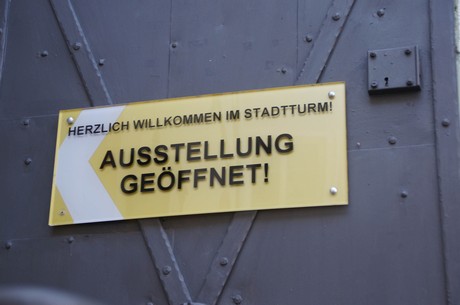 HERZLICH WILLKOMMEN IM STADTTURM!
AUSSTELLUNG
GEÖFFNET!